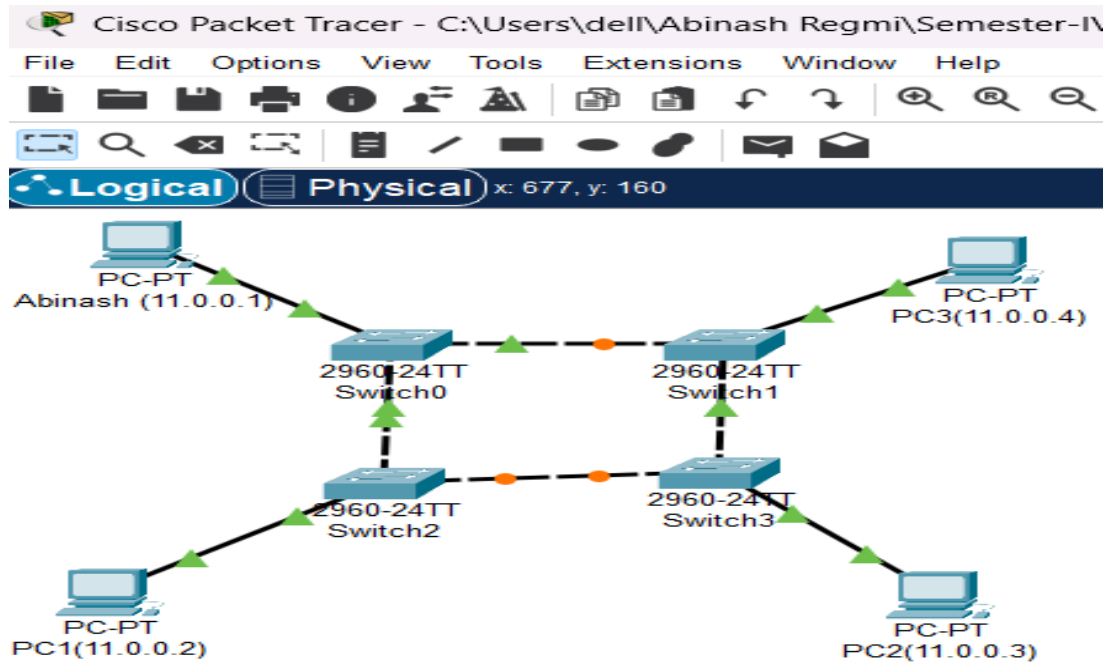 Cisco Packet Tracer - C:\Users\dell\Abinash Regmi\Semester-I\
File Edit Options View Tools Extensions Window Help
Logical Physical x: 677, y: 160
PC-PT
Abinash (11.0.0.1)
PC-PT
PC3(11.0.0.4)
2960-24TT
Switch0
2960-24TT
Switch1
2960-24TT
Switch2
2960-24TT
Switch3
PC-PT
PC1(11.0.0.2)
PC-PT
PC2(11.0.0.3)